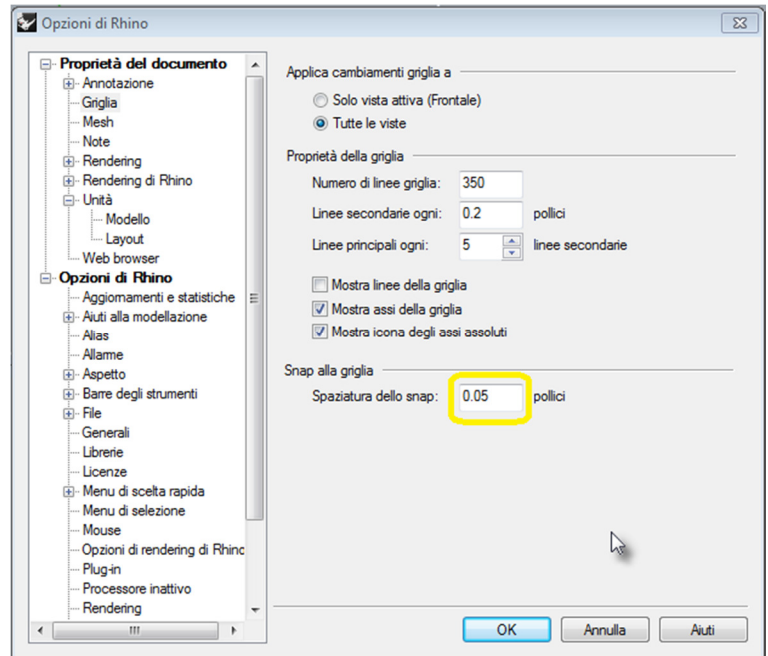 Opzioni di Rhino
Proprietà del documento
Annotazione
Griglia
Mesh
Note
Rendering
Rendering di Rhino
Unità
Modello
Layout
Web browser
Opzioni di Rhino
Aggiornamenti e statistiche
Aiuti alla modellazione
Alias
Allarme
Aspetto
Barre degli strumenti
File
Generali
Librerie
Licenze
Menu di scelta rapida
Menu di selezione
Mouse
Opzioni di rendering di Rhinc
Plug-in
Processore inattivo
Rendering
Applica cambiamenti griglia a
Solo vista attiva (Frontale)
Tutte le viste
Proprietà della griglia
Numero di linee griglia: 350
Linee secondarie ogni: 0.2 pollici
Linee principali ogni: 5 linee secondarie
Mostra linee della griglia
Mostra assi della griglia
Mostra icona degli assi assoluti
Snap alla griglia
Spaziatura dello snap: 0.05 pollici
OK Annulla Aiuti